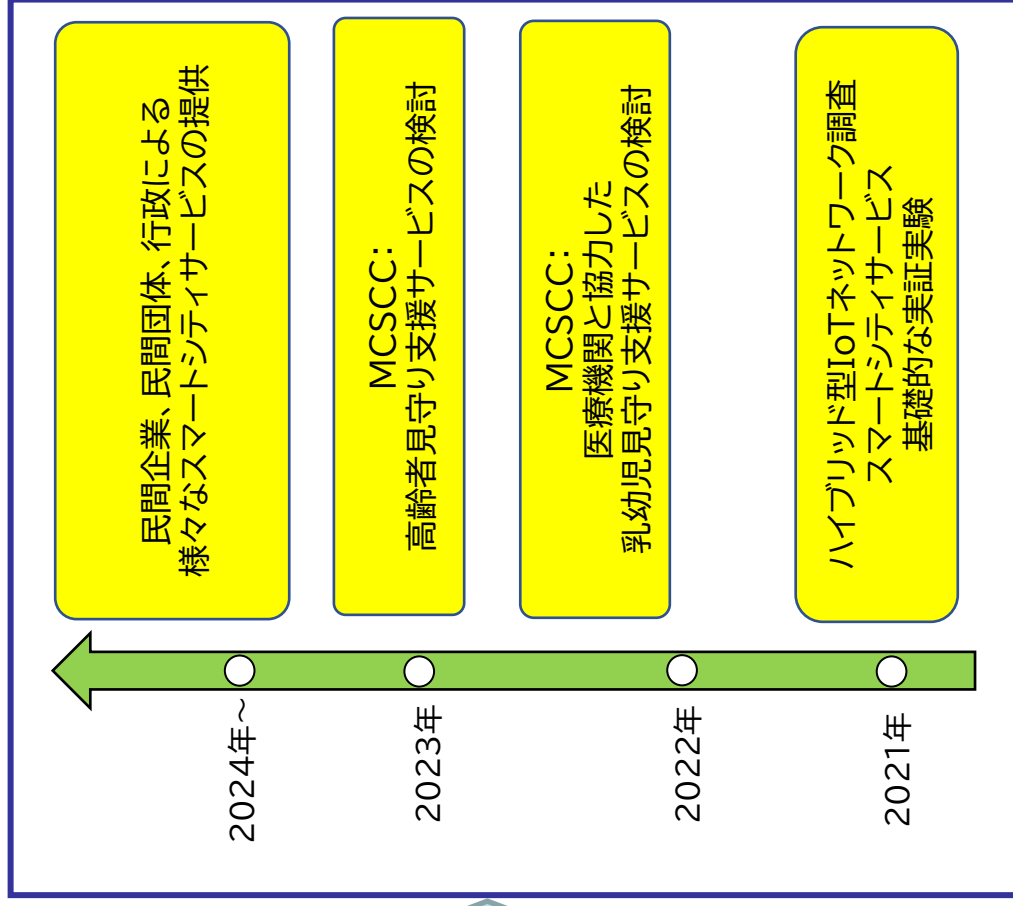 2021年
ハイブリッド型IoTネットワーク調査
スマートシティサービス
基礎的な実証実験
2022年
MCSCC:
医療機関と協力した
乳幼児見守り支援サービスの検討
2023年
MCSCC:
高齢者見守り支援サービスの検討
2024年～
民間企業、民間団体、行政による
様々なスマートシティサービスの提供